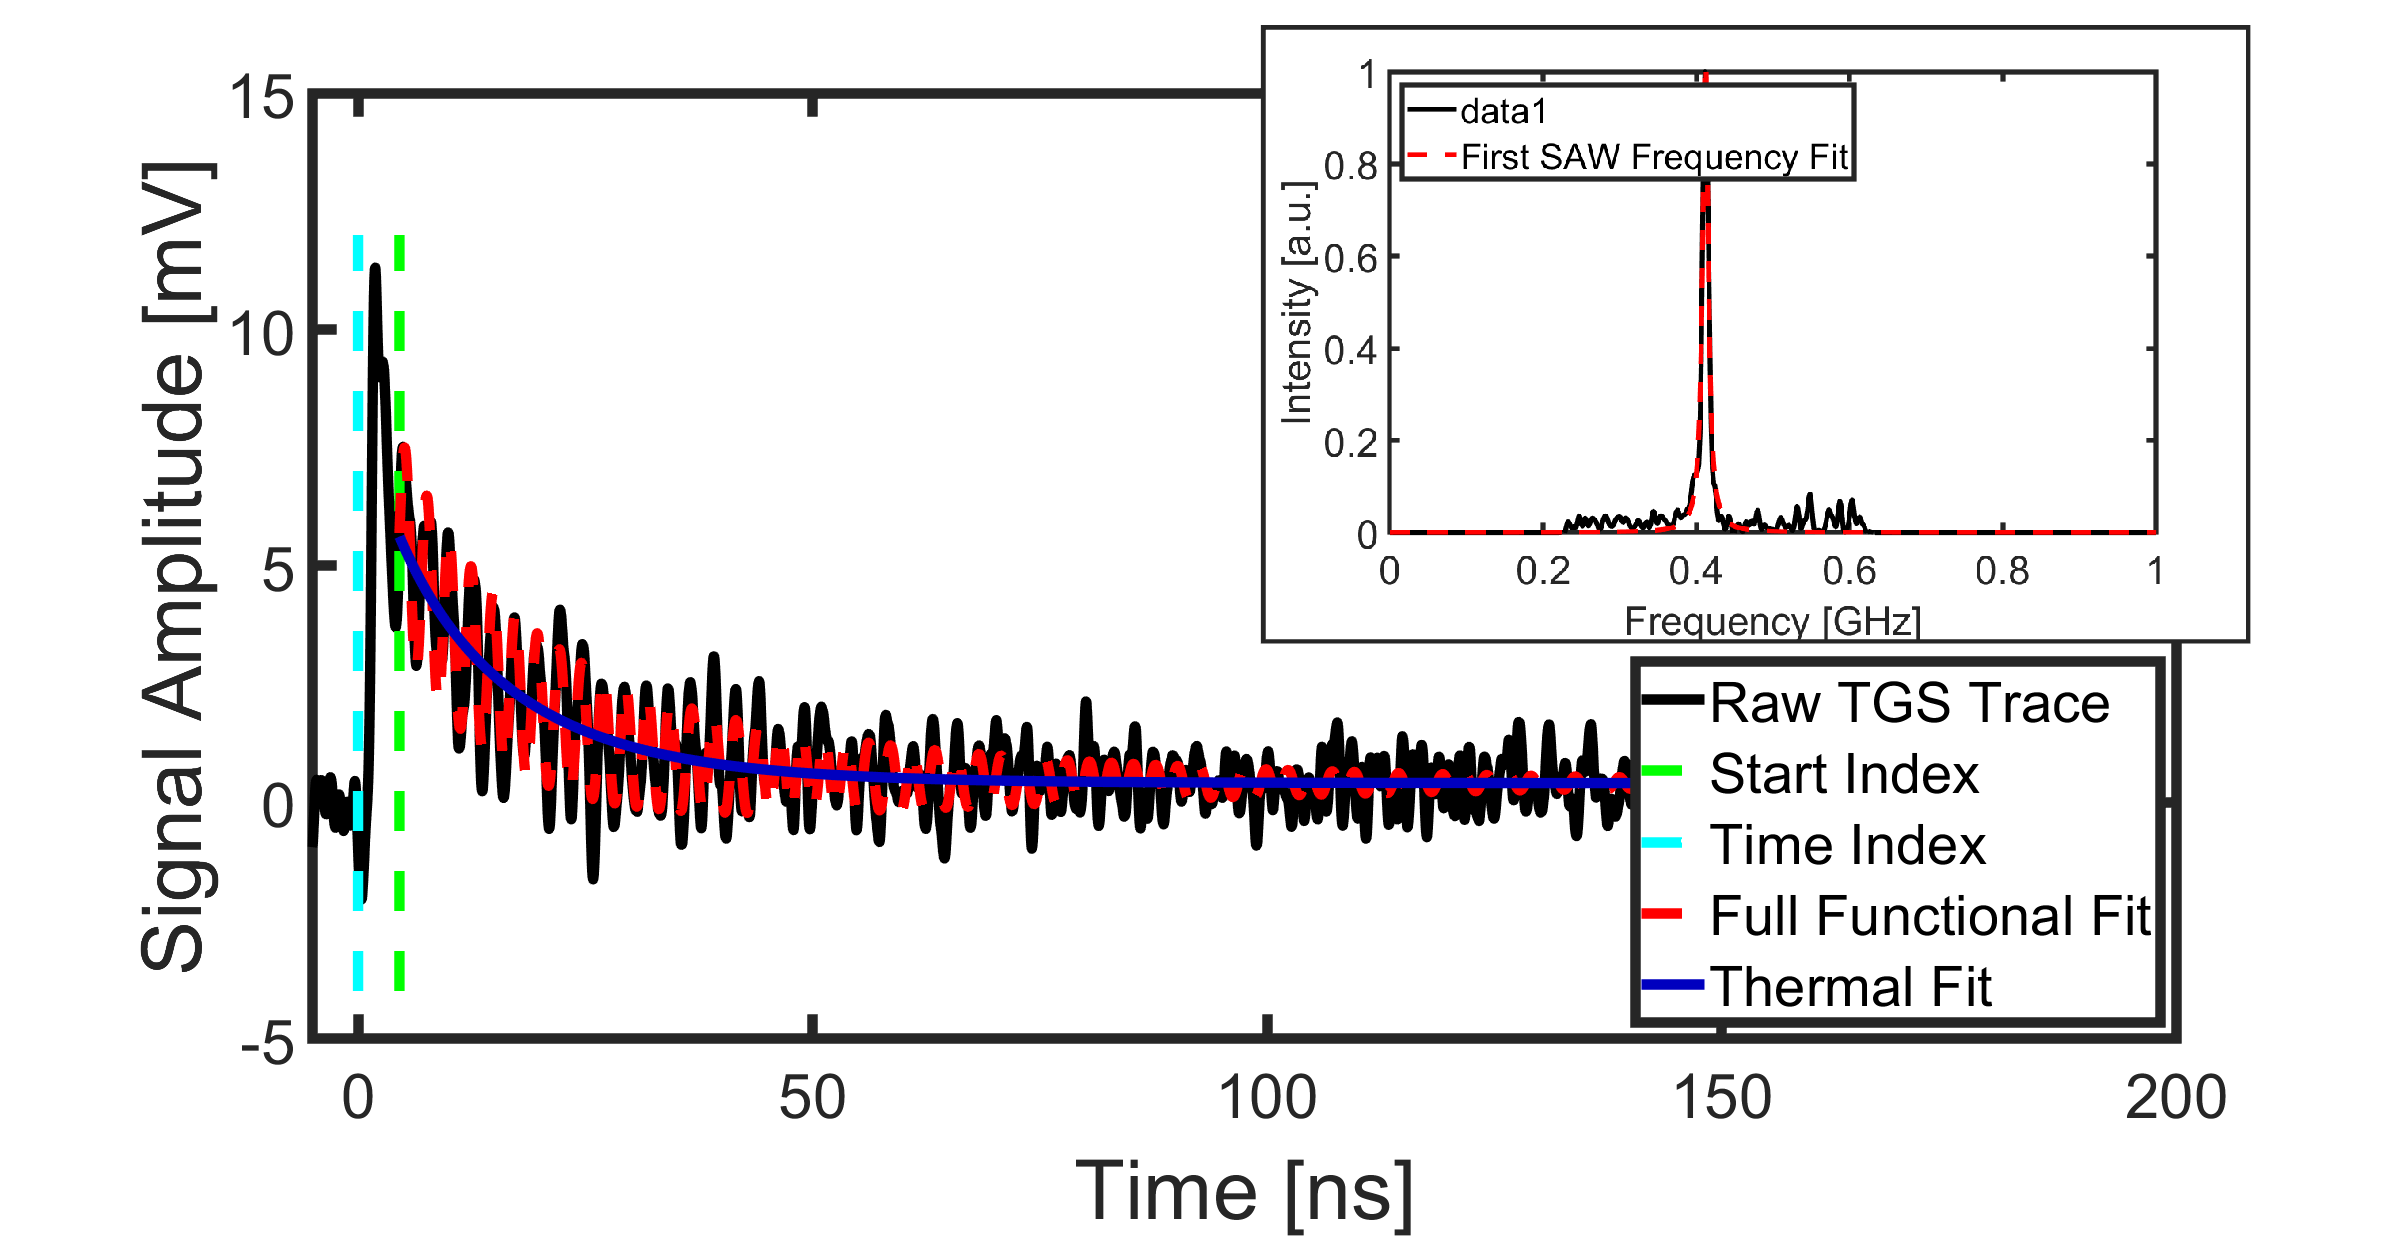 15
10
5
0
-5
Signal Amplitude [mV]
0
50
100
150
200
Time [ns]
1
0.8
0.6
0.4
0.2
0
Intensity [a.u.]
data1
First SAW Frequency Fit
0
0.2
0.4
0.6
0.8
1
Frequency [GHz]
Raw TGS Trace
Start Index
Time Index
Full Functional Fit
Thermal Fit